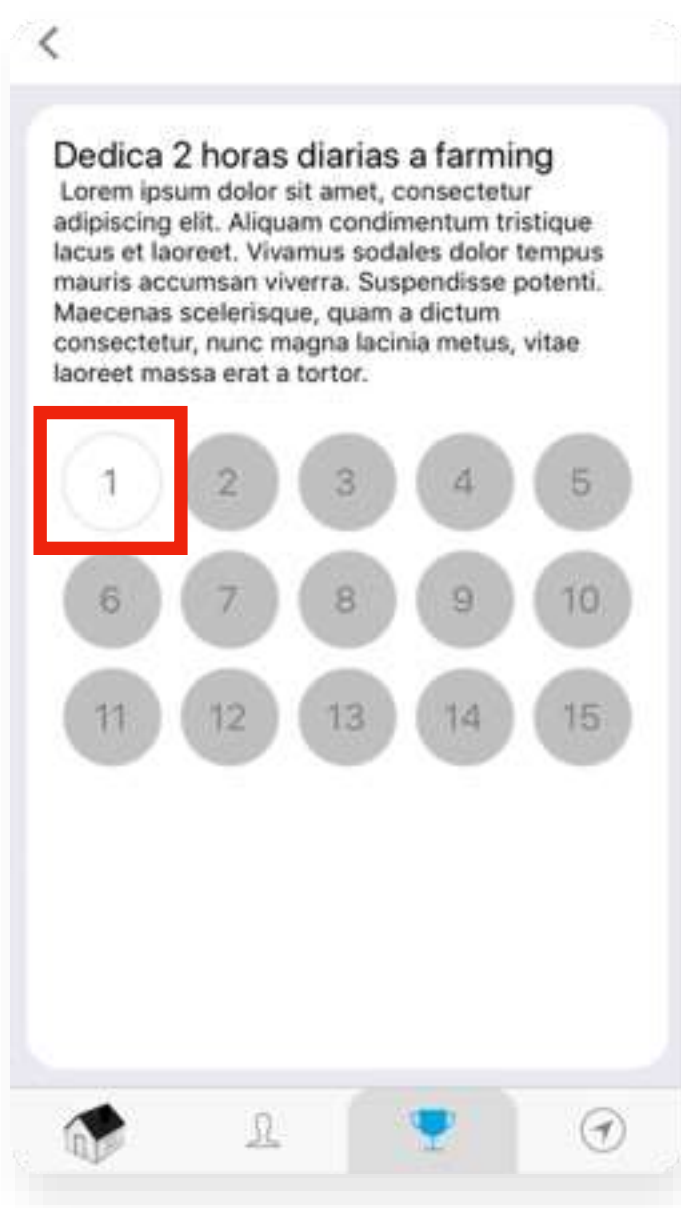 Dedica 2 horas diarias a farming
Lorem ipsum dolor sit amet, consectetur
adipiscing elit. Aliquam condimentum tristique
lacus et laoreet. Vivamus sodales dolor tempus
mauris accumsan viverra. Suspendisse potenti.
Maecenas scelerisque, quam a dictum
consectetur, nunc magna lacinia metus, vitae
laoreet massa erat a tortor.
1 2 3 4 5
6 7 8 9 10
11 12 13 14 15